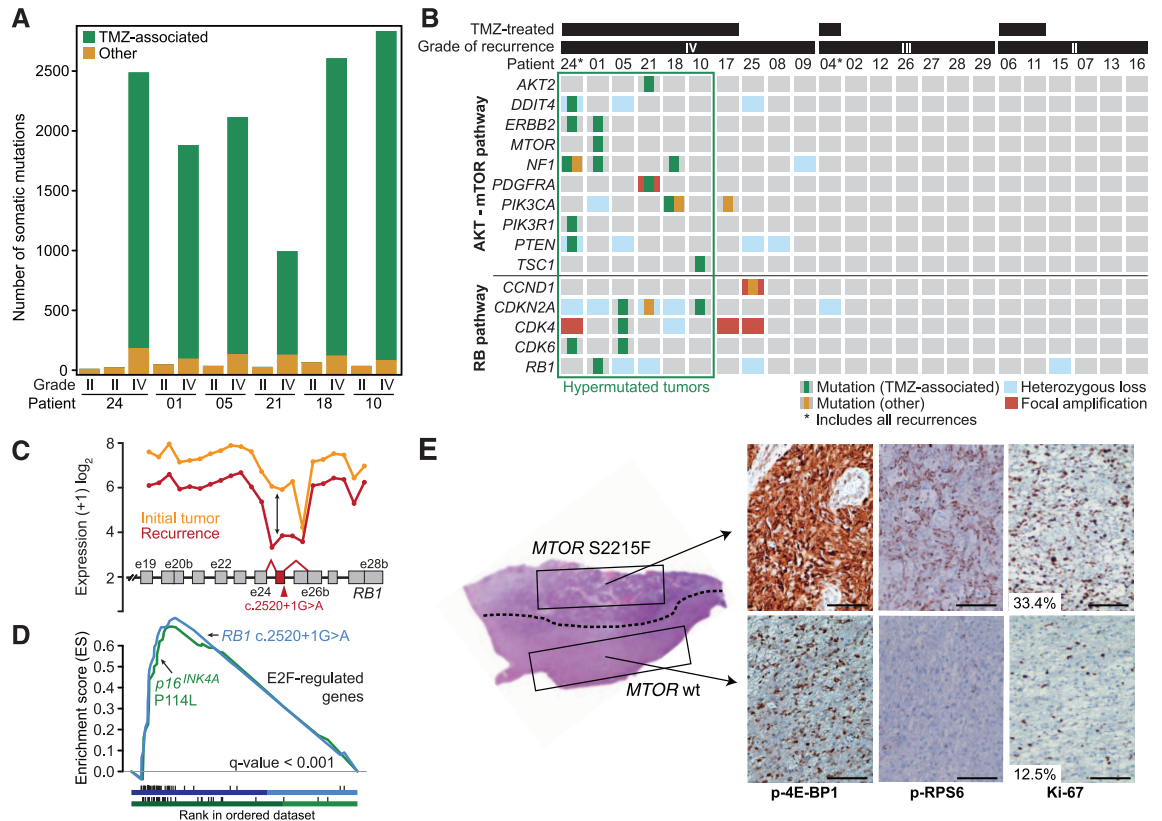 A
TMZ-associated
Other
Number of somatic mutations
2500
2000
1500
1000
500
0
Grade II II IV II IV II IV II IV II IV II IV
Patient 24 01 05 21 18 10
B
TMZ-treated
Grade of recurrence IV III II
Patient 24* 01 05 21 18 10 17 25 08 09 04* 02 12 26 27 28 29 06 11 15 07 13 16
AKT - mTOR pathway
AKT2
DDIT4
ERBB2
MTOR
NF1
PDGFRA
PIK3CA
PIK3R1
PTEN
TSC1
RB pathway
CCND1
CDKN2A
CDK4
CDK6
RB1
Hypermutated tumors
Mutation (TMZ-associated)
Heterozygous loss
Mutation (other)
Focal amplification
* Includes all recurrences
C
Expression (+1) log2
8
6
4
2
Initial tumor
Recurrence
e19 e20b e22 e28b
e24 e26b RB1
c.2520+1G>A
D
Enrichment score (ES)
0.6
0.5
0.4
0.3
0.2
0.1
0.0
RB1 c.2520+1G>A
p16INK4A
P114L
E2F-regulated
genes
q-value < 0.001
Rank in ordered dataset
E
MTOR S2215F
MTOR wt
33.4%
12.5%
p-4E-BP1 p-RPS6 Ki-67